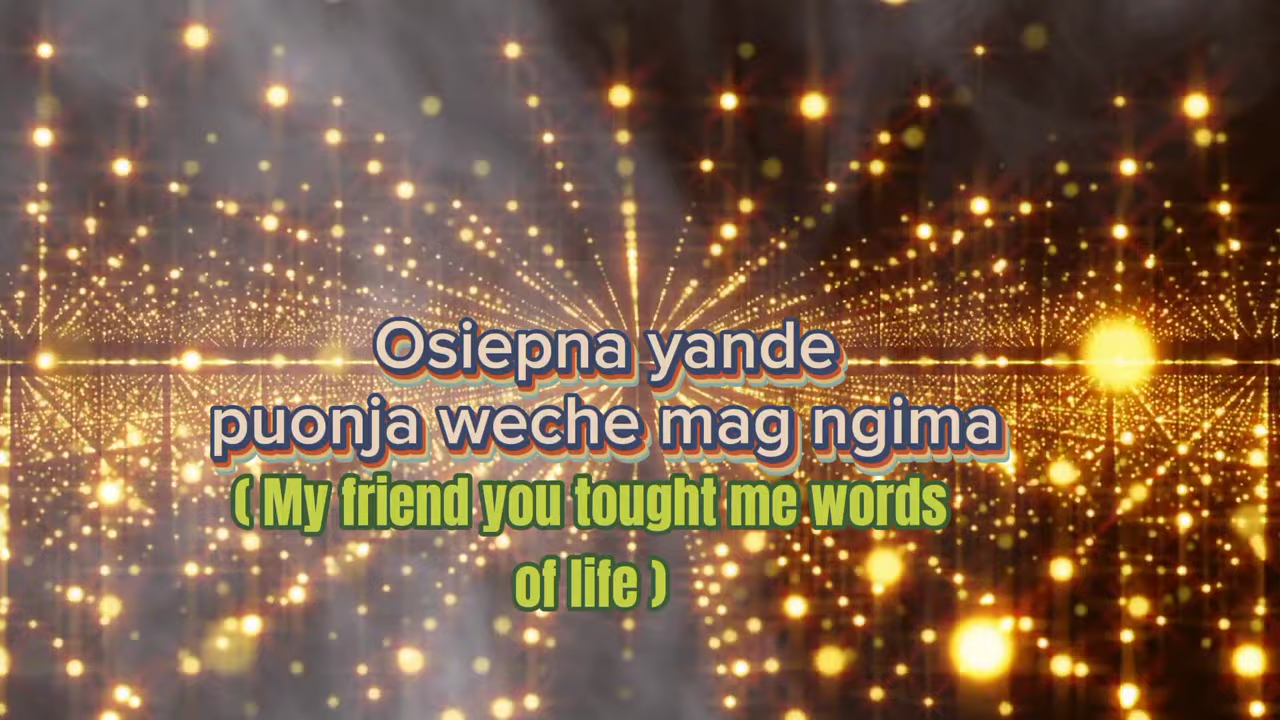 Osiepna yande
puonja weche mag ngima
( My friend you tought me words
of life )